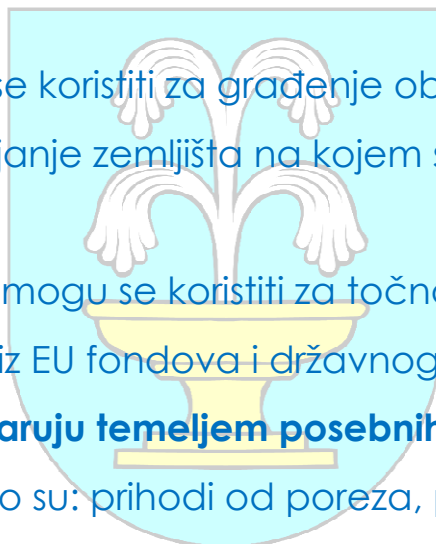 se koristiti za građenje ob
janje zemljišta na kojem s
mogu se koristiti za točno
iz EU fondova i državnog
aruju temeljem posebnih
o su: prihodi od poreza, p